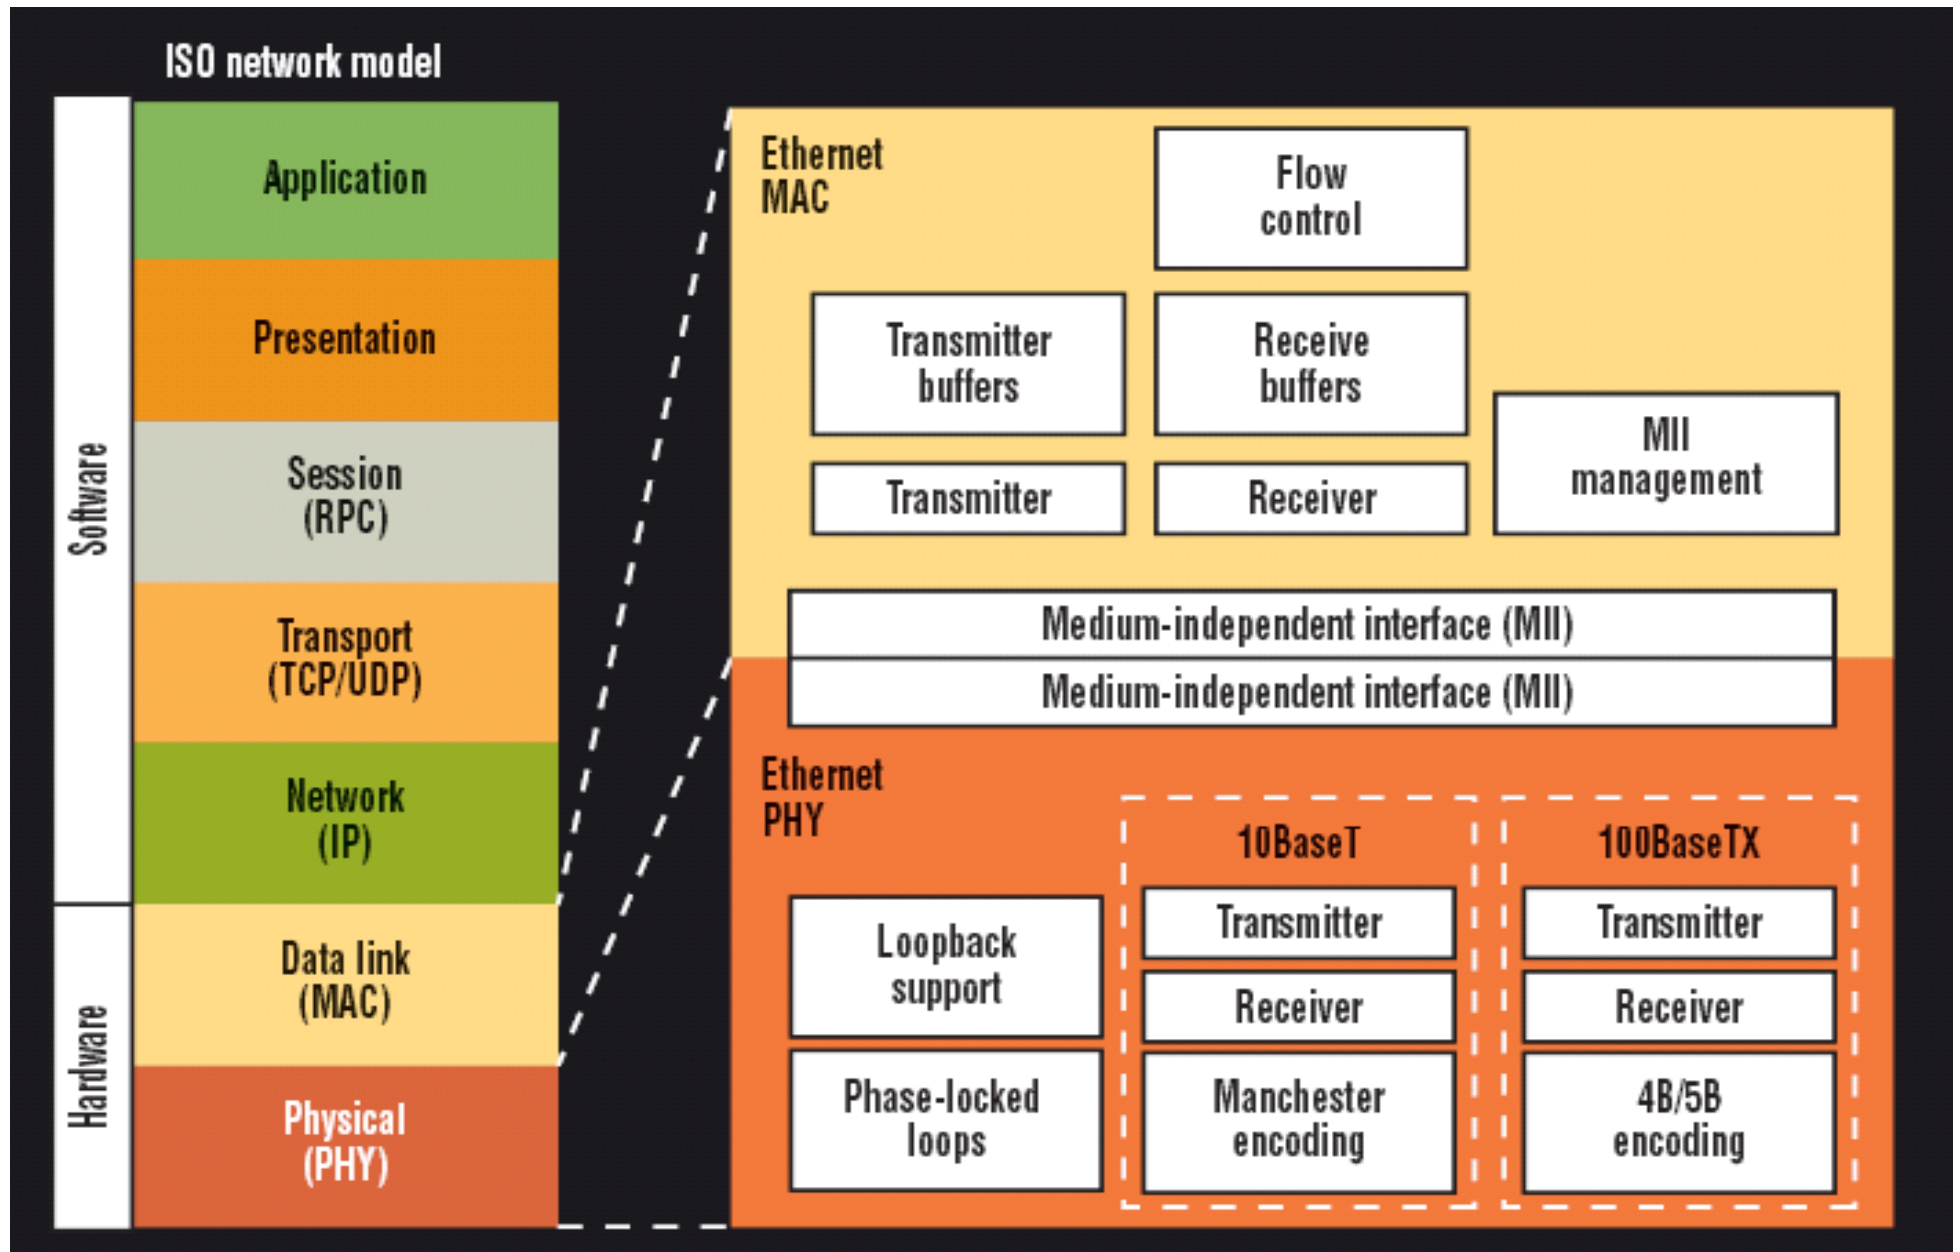 ISO network model
Software
Application
Presentation
Session
(RPC)
Transport
(TCP/UDP)
Network
(IP)
Hardware
Data link
(MAC)
Physical
(PHY)
Ethernet
MAC
Flow
control
Transmitter
buffers
Receive
buffers
MII
management
Transmitter
Receiver
Medium-independent interface (MII)
Medium-independent interface (MII)
Ethernet
PHY
Loopback
support
Phase-locked
loops
10BaseT
Transmitter
Receiver
Manchester
encoding
100BaseTX
Transmitter
Receiver
4B/5B
encoding